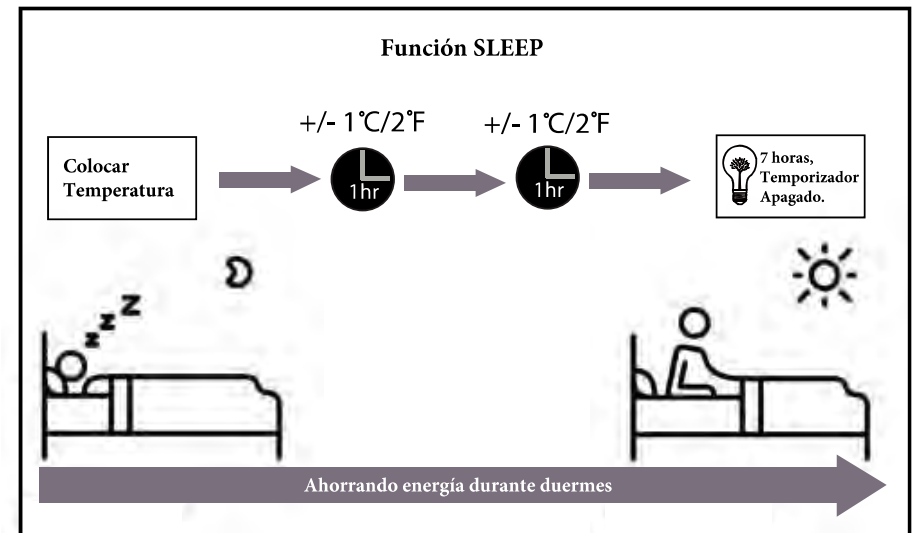 Función SLEEP
+/- 1°C/2°F
+/- 1°C/2°F
Colocar
Temperatura
1hr
1hr
7 horas,
Temporizador
Apagado.
z z Z
Ahorrando energía durante duermes